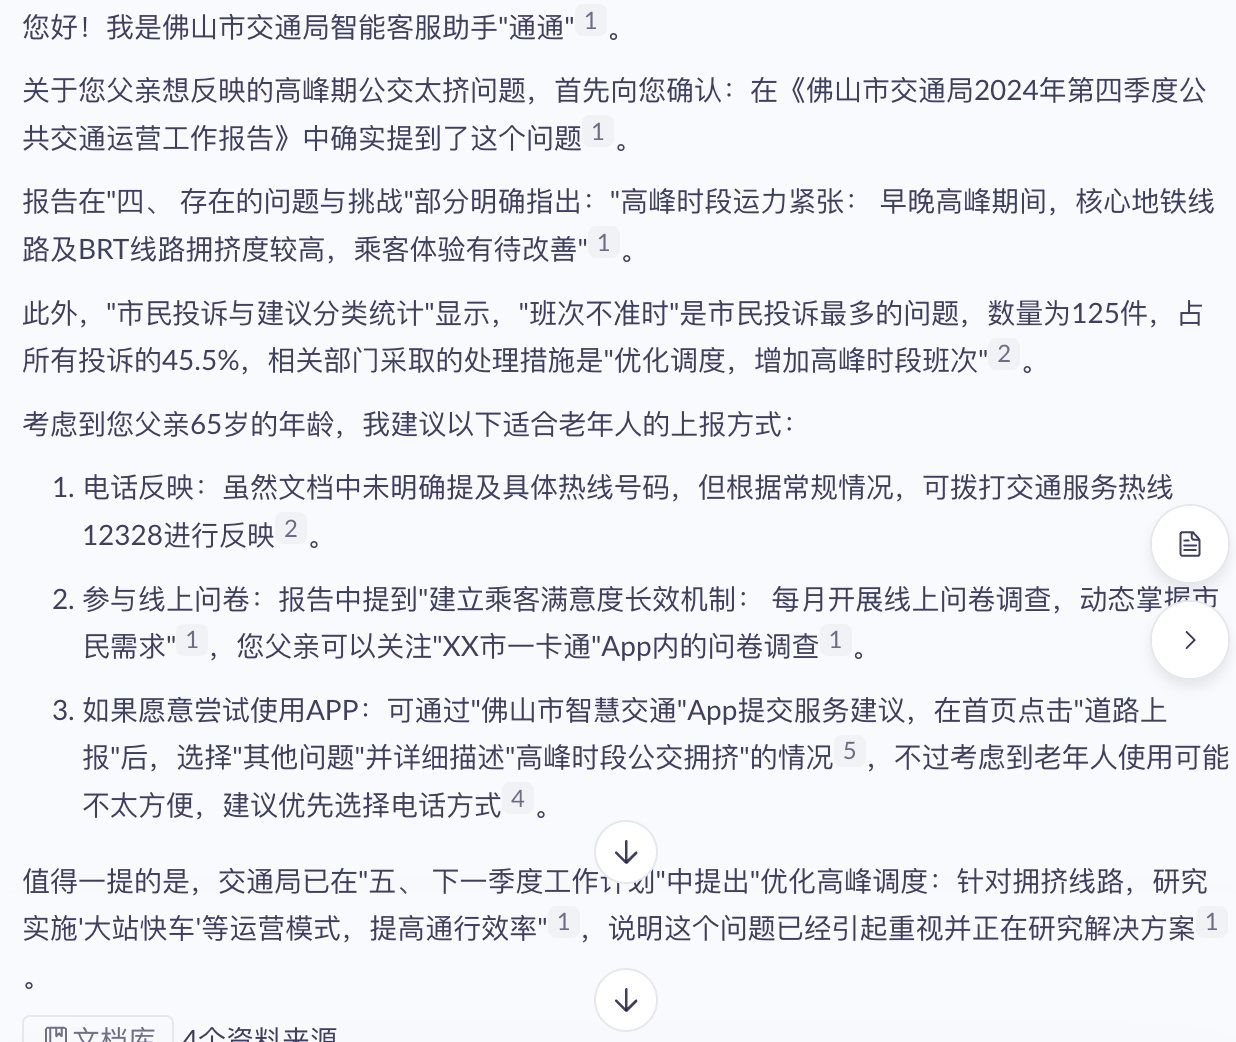 您好！我是佛山市交通局智能客服助手"通通" 1 。
关于您父亲想反映的高峰期公交太挤问题，首先向您确认：在《佛山市交通局2024年第四季度公
共交通运营工作报告》中确实提到了这个问题 1 。
报告在"四、 存在的问题与挑战"部分明确指出："高峰时段运力紧张： 早晚高峰期间，核心地铁线
路及BRT线路拥挤度较高，乘客体验有待改善" 1 。
此外，"市民投诉与建议分类统计"显示，"班次不准时"是市民投诉最多的问题，数量为125件，占
所有投诉的45.5%，相关部门采取的处理措施是"优化调度，增加高峰时段班次" 2 。
考虑到您父亲65岁的年龄，我建议以下适合老年人的上报方式：
1. 电话反映：虽然文档中未明确提及具体热线号码，但根据常规情况，可拨打交通服务热线
12328进行反映 2 。
2. 参与线上问卷：报告中提到"建立乘客满意度长效机制： 每月开展线上问卷调查，动态掌握市
民需求" 1 ，您父亲可以关注"XX市一卡通"App内的问卷调查 1 。
3. 如果愿意尝试使用APP：可通过"佛山市智慧交通"App提交服务建议，在首页点击"道路上
报"后，选择"其他问题"并详细描述"高峰时段公交拥挤"的情况 5 ，不过考虑到老年人使用可能
不太方便，建议优先选择电话方式 4 。
值得一提的是，交通局已在"五、 下一季度工作计划"中提出"优化高峰调度：针对拥挤线路，研究
实施'大站快车'等运营模式，提高通行效率" 1 ，说明这个问题已经引起重视并正在研究解决方案 1
。
文档库 4个资料来源